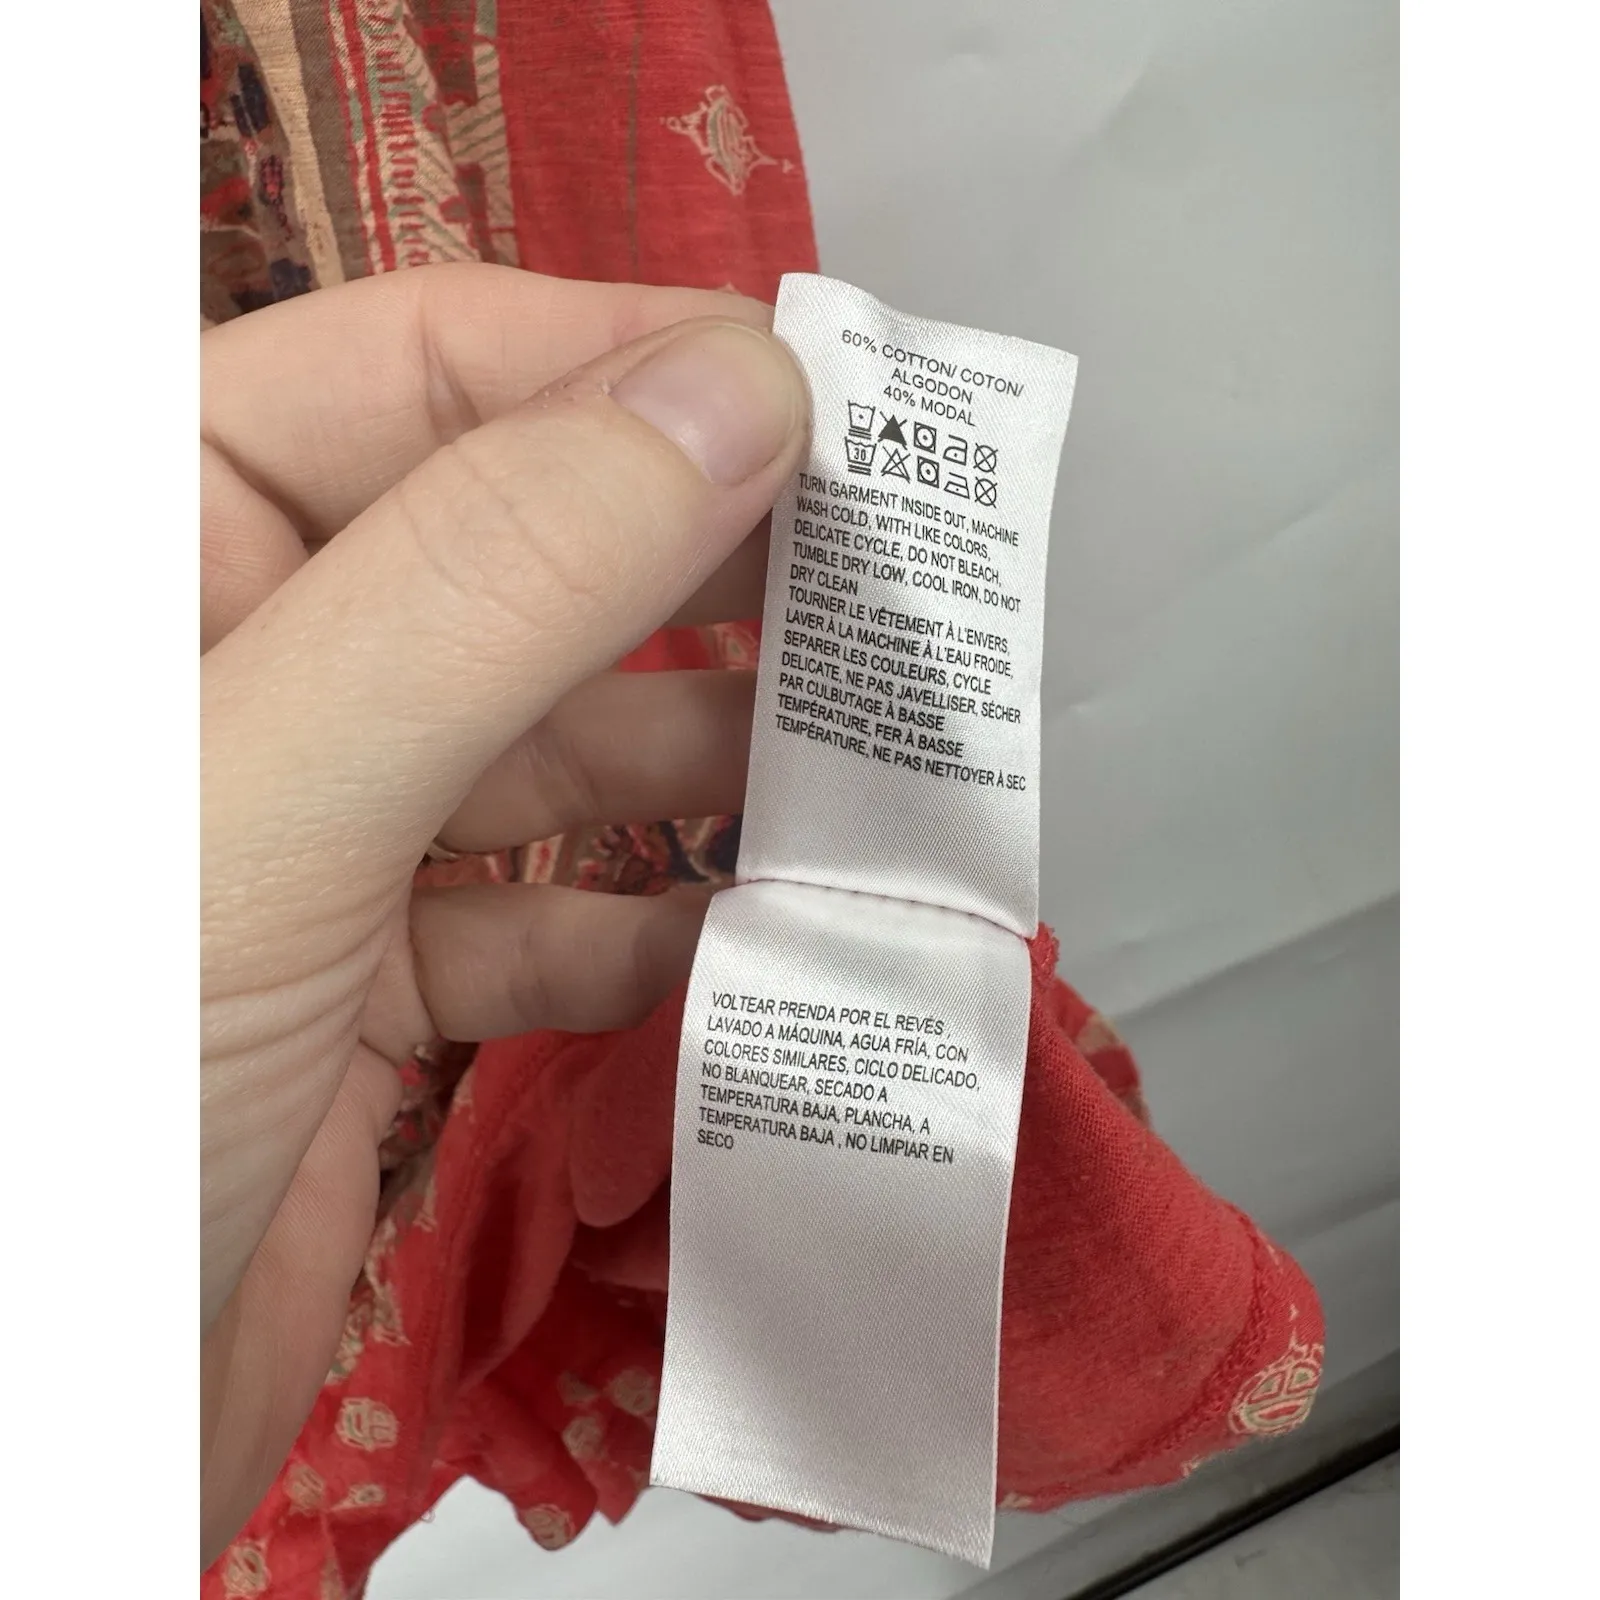 60% COTTON/ COTON/
ALGODON
40% MODAL
30
TURN GARMENT INSIDE OUT, MACHINE
WASH COLD, WITH LIKE COLORS,
DELICATE CYCLE, DO NOT BLEACH,
TUMBLE DRY LOW, COOL IRON, DO NOT
DRY CLEAN
TOURNER LE VÊTEMENT À L'ENVERS,
LAVER À LA MACHINE À L'EAU FROIDE,
SEPARER LES COULEURS, CYCLE
DELICATE, NE PAS JAVELLISER, SÉCHER
PAR CULBUTAGE À BASSE
TEMPÉRATURE, FER À BASSE
TEMPÉRATURE, NE PAS NETTOYER À SEC
VOLTEAR PRENDA POR EL REVÉS
LAVADO A MÁQUINA, AGUA FRÍA, CON
COLORES SIMILARES, CICLO DELICADO,
NO BLANQUEAR, SECADO A
TEMPERATURA BAJA, PLANCHA, A
TEMPERATURA BAJA , NO LIMPIAR EN
SECO